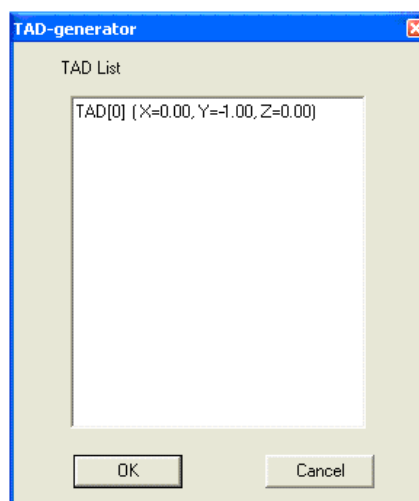 TAD-generator
TAD List
TAD[0] ( X=0.00, Y=-1.00, Z=0.00)
OK
Cancel